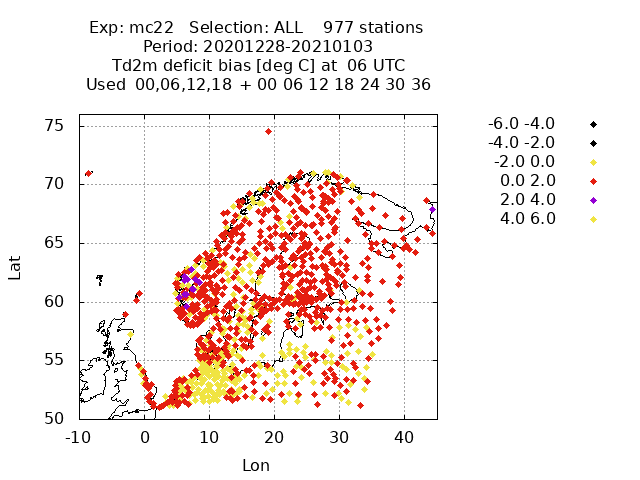 Exp: mc22   Selection: ALL    977 stations
Period: 20201228-20210103
Td2m deficit bias [deg C] at  06 UTC
Used  00,06,12,18 + 00 06 12 18 24 30 36
-6.0 -4.0
-4.0 -2.0
-2.0 0.0
0.0 2.0
2.0 4.0
4.0 6.0
75
70
65
60
55
50
Lat
-10 0 10 20 30 40
Lon